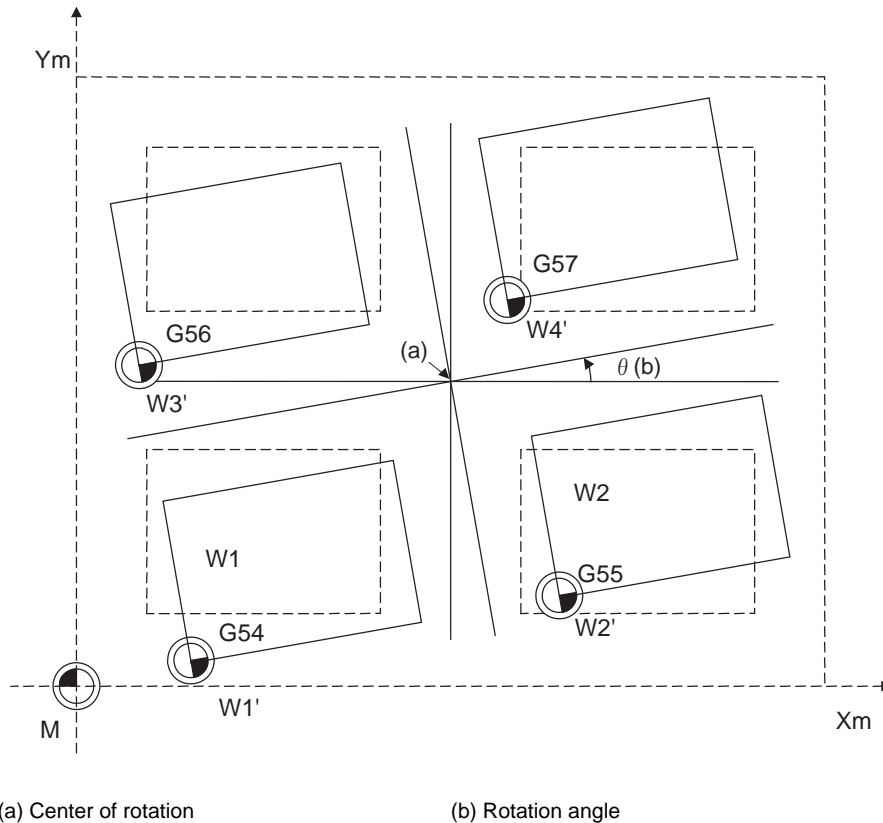 Ym
G57
G56
W4'
(a)
θ (b)
W3'
W2
W1
G55
G54
W2'
W1'
M
Xm
(a) Center of rotation
(b) Rotation angle